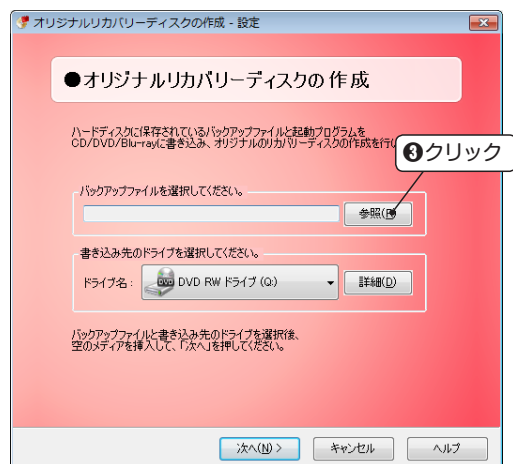 オリジナルリカバリーディスクの作成 - 設定
●オリジナルリカバリーディスクの作成
ハードディスクに保存されているバックアップファイルと起動プログラムを
CD/DVD/Blu-rayに書き込み、オリジナルのリカバリーディスクの作成を行い
❸クリック
バックアップファイルを選択してください。
参照(R)
書き込み先のドライブを選択してください。
ドライブ名：
DVD RW ドライブ (Q:)
詳細(D)
バックアップファイルと書き込み先のドライブを選択後、
空のメディアを挿入して、「次へ」を押してください。
次へ(N) >
キャンセル
ヘルプ